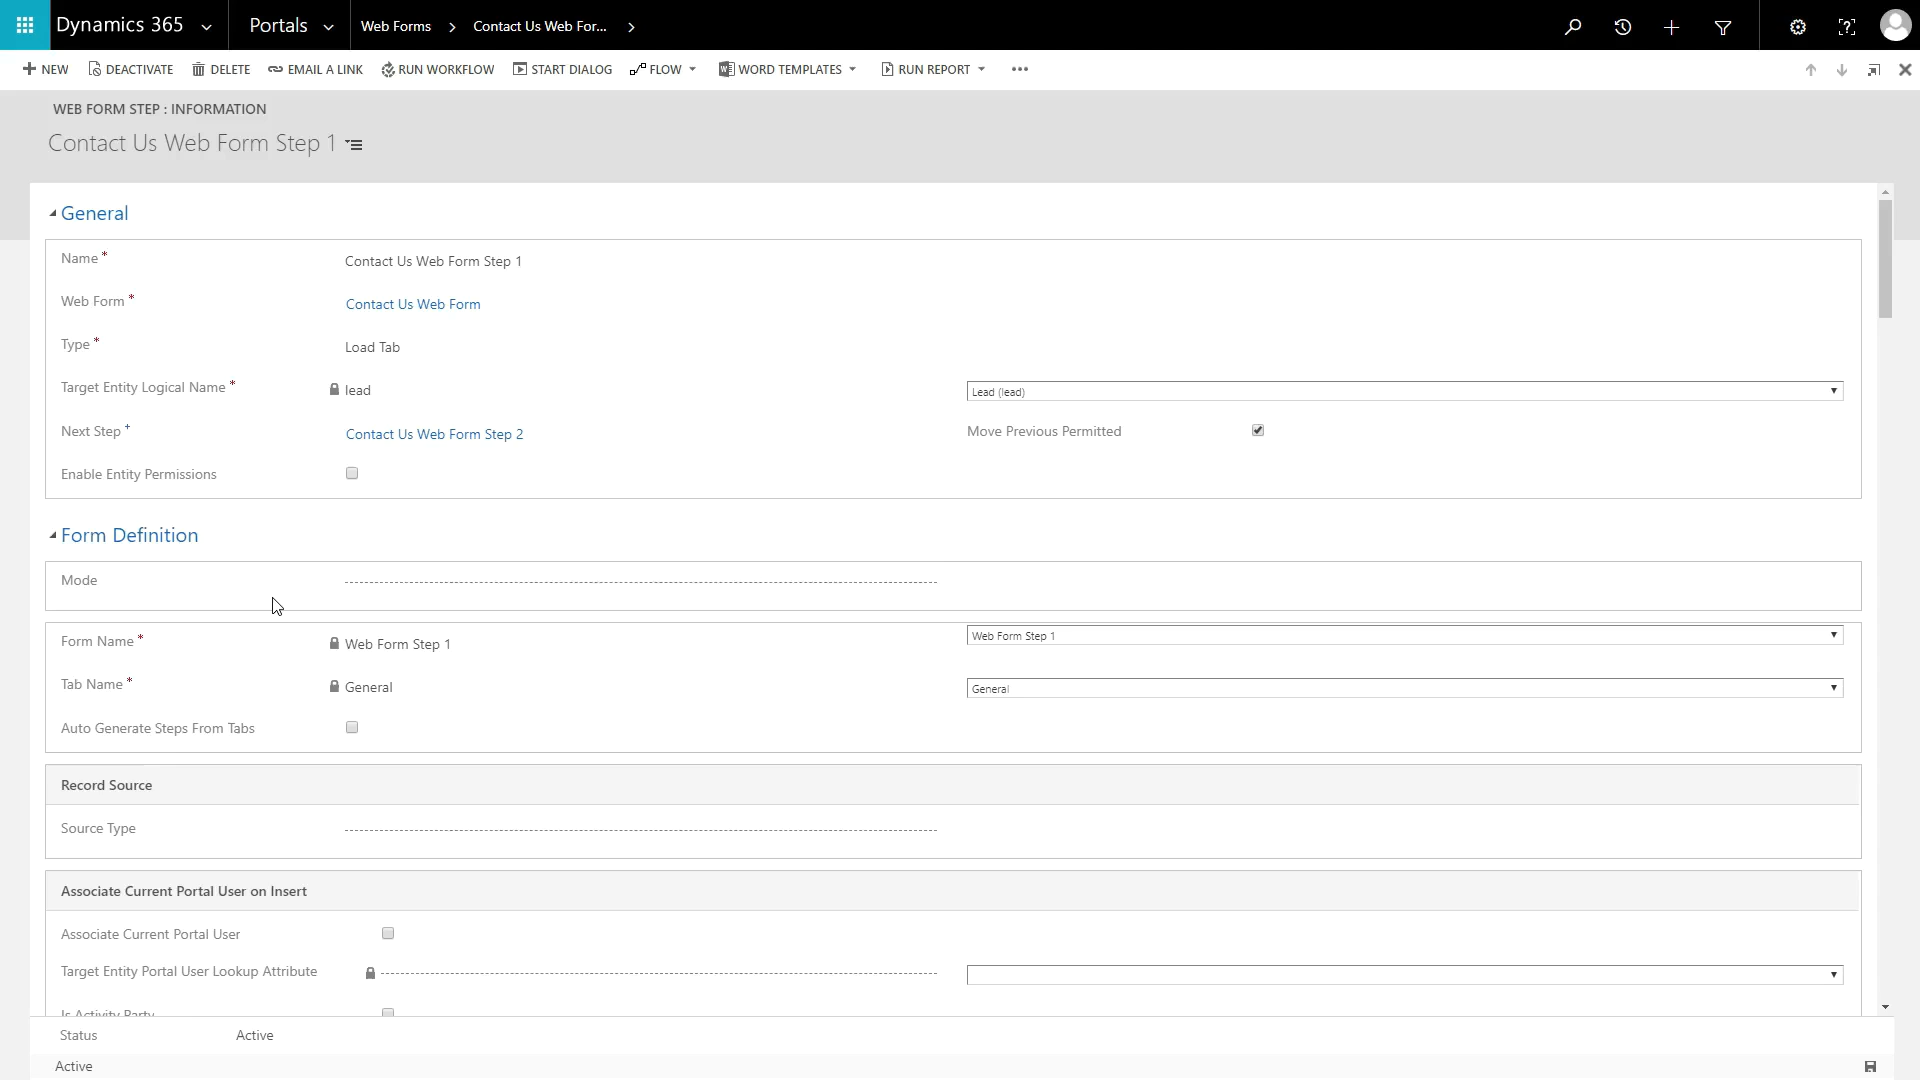 Dynamics 365 Portals Web Forms Contact Us Web For...
NEW DEACTIVATE DELETE EMAIL A LINK RUN WORKFLOW START DIALOG FLOW WORD TEMPLATES RUN REPORT
WEB FORM STEP : INFORMATION
Contact Us Web Form Step 1
General
Name * Contact Us Web Form Step 1
Web Form * Contact Us Web Form
Type * Load Tab
Target Entity Logical Name * lead Lead (lead)
Next Step + Contact Us Web Form Step 2 Move Previous Permitted
Enable Entity Permissions
Form Definition
Mode
Form Name * Web Form Step 1 Web Form Step 1
Tab Name * General General
Auto Generate Steps From Tabs
Record Source
Source Type
Associate Current Portal User on Insert
Associate Current Portal User
Target Entity Portal User Lookup Attribute
Is Activity Party
Status Active
Active